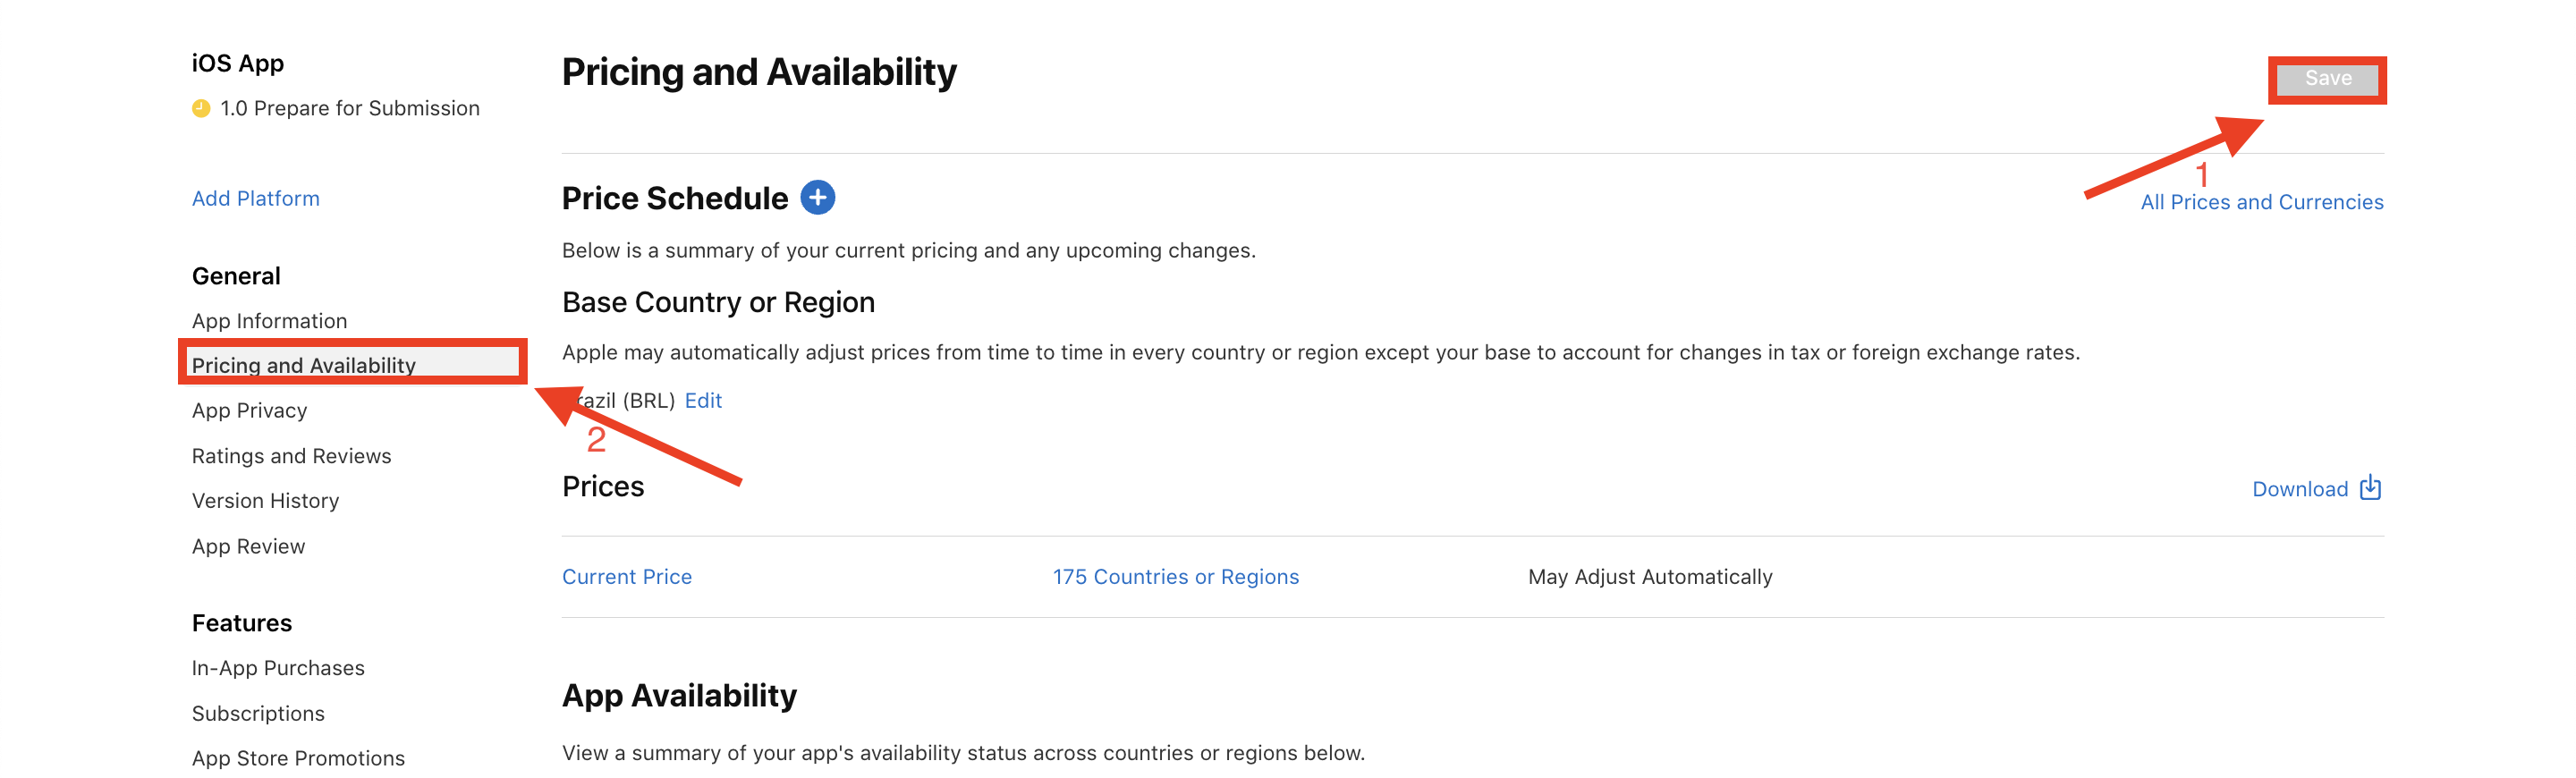 iOS App
1.0 Prepare for Submission
Add Platform
General
App Information
Pricing and Availability
App Privacy
Ratings and Reviews
Version History
App Review
Features
In-App Purchases
Subscriptions
App Store Promotions
Pricing and Availability
Save
1
Price Schedule
All Prices and Currencies
Below is a summary of your current pricing and any upcoming changes.
Base Country or Region
Apple may automatically adjust prices from time to time in every country or region except your base to account for changes in tax or foreign exchange rates.
razil (BRL) Edit
2
Prices
Download
Current Price 175 Countries or Regions May Adjust Automatically
App Availability
View a summary of your app's availability status across countries or regions below.